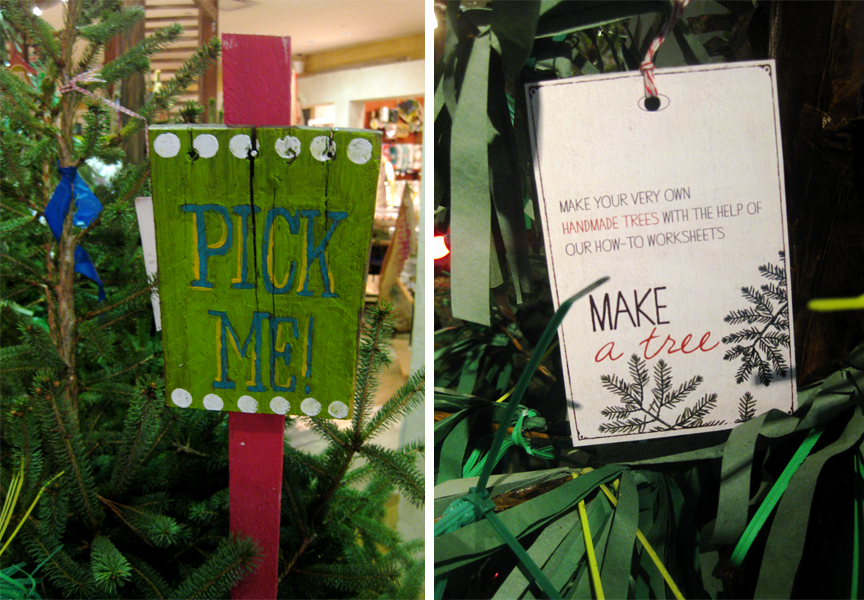 PICK
ME!
MAKE YOUR VERY OWN
HANDMADE TREES WITH THE HELP OF
OUR HOW-TO WORKSHEETS
MAKE
a tree